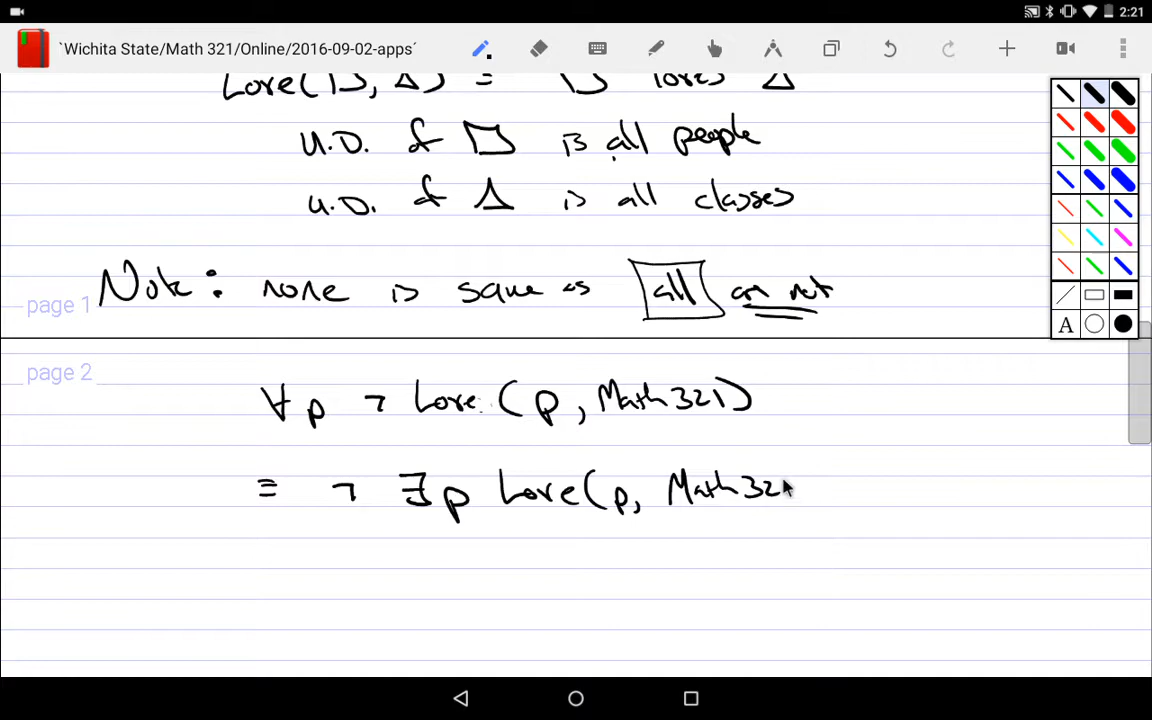 2:21
`Wichita State/Math 321/Online/2016-09-02-apps´
Love(▱, Δ) ≡ ▱ loves Δ
U.D. of ▱ is all people
U.D. of Δ is all classes
Note: none is same as all are not
page 1
page 2
∀p ¬ Love (p, Math321)
≡ ¬ ∃p Love(p, Math32
A